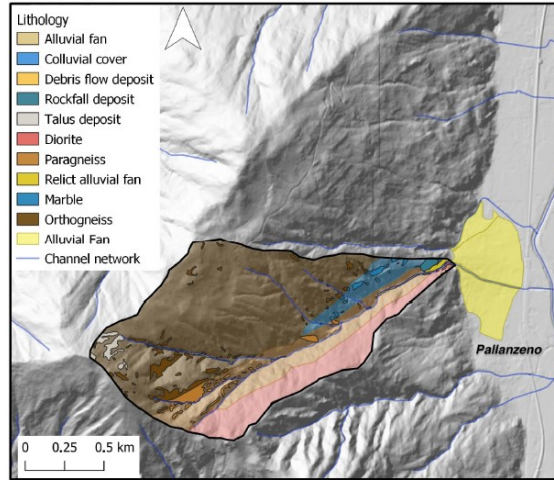 Lithology
Alluvial fan
Colluvial cover
Debris flow deposit
Rockfall deposit
Talus deposit
Diorite
Paragneiss
Relict alluvial fan
Marble
Orthogneiss
Alluvial Fan
Channel network
Pallanzeno
0 0.25 0.5 km